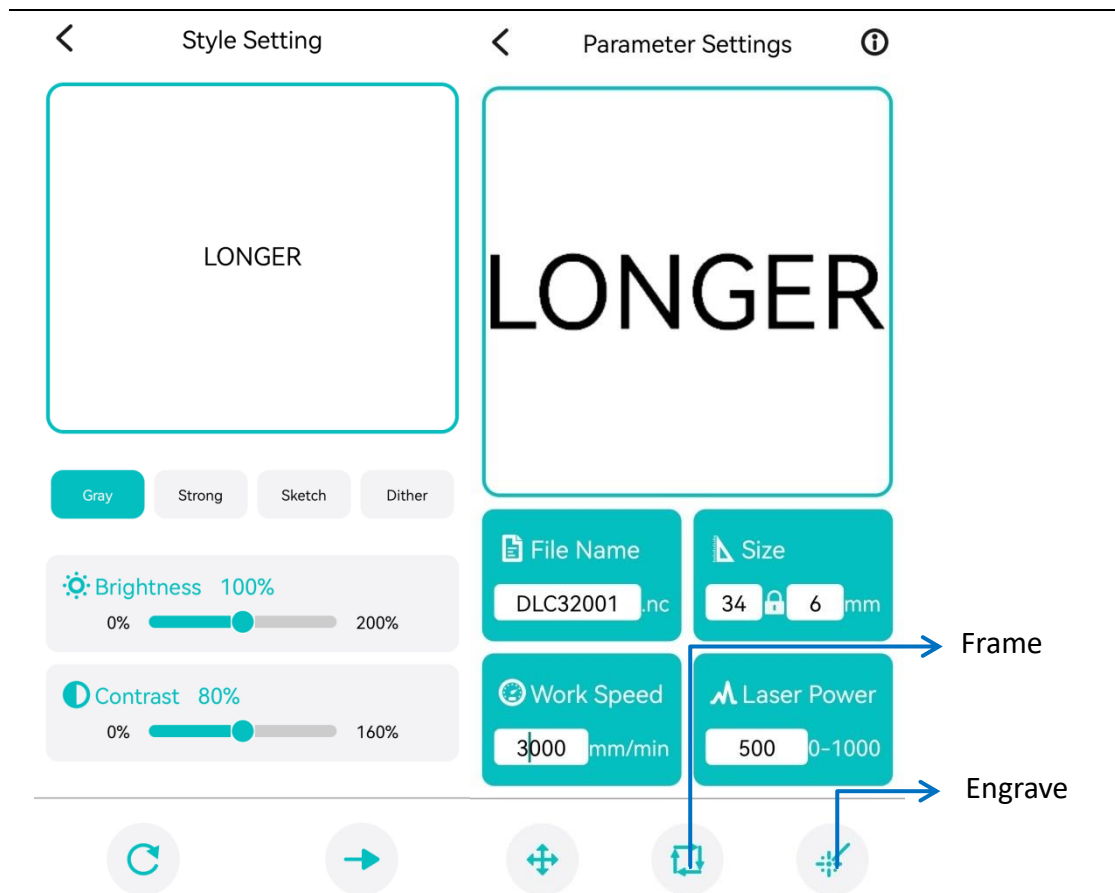 Style Setting
LONGER
Gray Strong Sketch Dither
Brightness 100%
0% 200%
Contrast 80%
0% 160%
Parameter Settings
LONGER
File Name
DLC32001 .nc
Size
34 6 mm
Work Speed
3000 mm/min
Laser Power
500 0-1000
Frame
Engrave